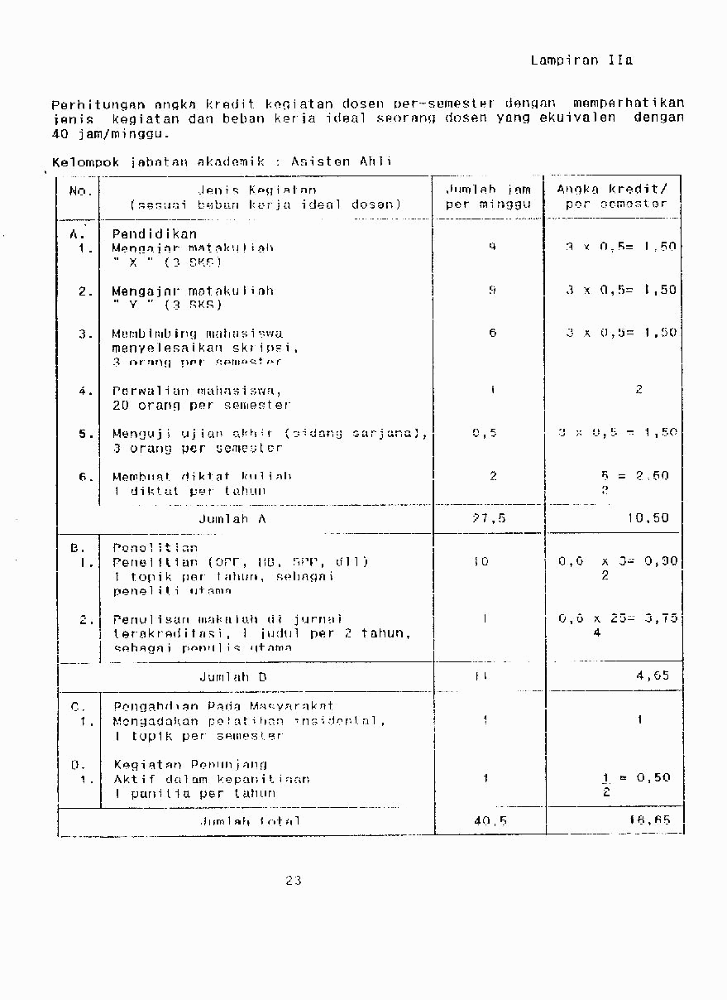 Lampiran IIa
Perhitungan angka kredit kegiatan dosen per-semester dengan memperhatikan
jenis kegiatan dan beban kerja ideal seorang dosen yang ekuivalen dengan
40 jam/minggu.
Kelompok jabatan akademik : Asisten Ahli
No. Jenis Kegiatan Jumlah jam Angka kredit/
(sesuai beban kerja ideal dosen) per minggu per semester
A. Pendidikan
1. Mengajar matakuliah 9 3 x 0,5= 1,50
" X " (3 SKS)
2. Mengajar matakuliah 9 3 x 0,5= 1,50
" Y " (3 SKS)
3. Membimbing mahasiswa 6 3 x 0,5= 1,50
menyelesaikan skripsi,
3 orang per semester
4. Perwalian mahasiswa, 1 2
20 orang per semester
5. Menguji ujian akhir (sidang sarjana), 0,5 3 x 0,5 = 1,50
3 orang per semester
6. Membuat diktat kuliah 2 5 = 2,50
1 diktat per tahun 2
Jumlah A 27,5 10,50
B. Penelitian
1. Penelitian (OPF, SPP, dll) 10 0,6 x 3= 0,90
1 topik per tahun, sebagai 2
peneliti utama
2. Penulisan makalah di jurnal 1 0,6 x 25= 3,75
terakreditasi, 1 judul per 2 tahun, 4
sebagai penulis utama
Jumlah B 11 4,65
C. Pengabdian Pada Masyarakat
1. Mengadakan pelatihan insidental, 1 1
1 topik per semester
D. Kegiatan Penunjang
1. Aktif dalam kepanitiaan 1 1 = 0,50
1 panitia per tahun 2
Jumlah total 40,5 16,65
23